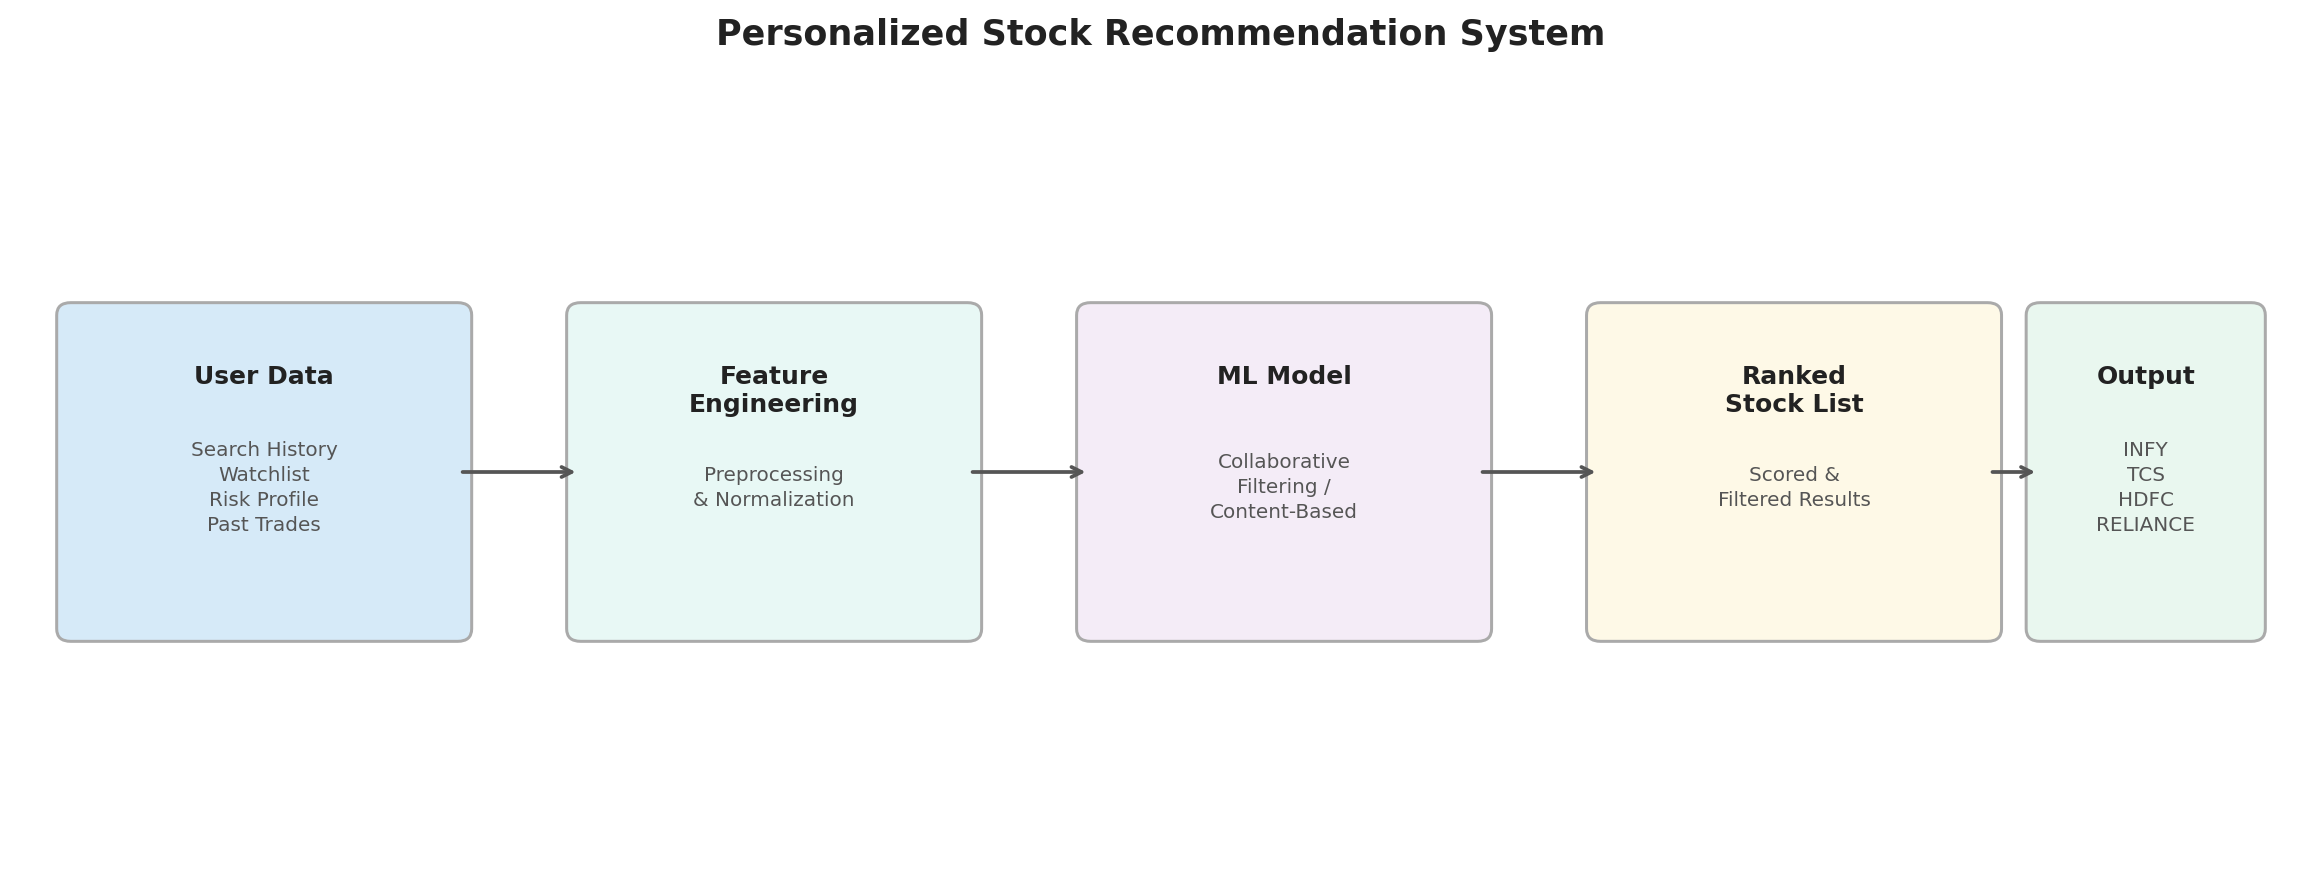 Personalized Stock Recommendation System
User Data
Search History
Watchlist
Risk Profile
Past Trades
Feature
Engineering
Preprocessing
& Normalization
ML Model
Collaborative
Filtering /
Content-Based
Ranked
Stock List
Scored &
Filtered Results
Output
INFY
TCS
HDFC
RELIANCE